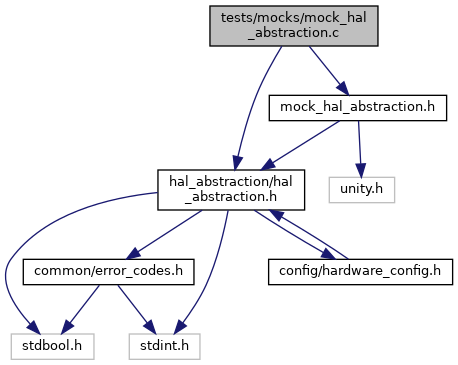 tests/mocks/mock_hal
_abstraction.c
mock_hal_abstraction.h
hal_abstraction/hal
_abstraction.h
unity.h
common/error_codes.h
config/hardware_config.h
stdbool.h
stdint.h